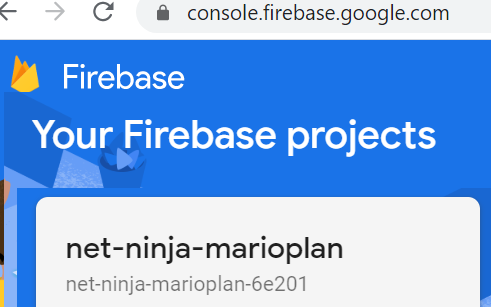 console.firebase.google.com
Firebase
Your Firebase projects
net-ninja-marioplan
net-ninja-marioplan-6e201